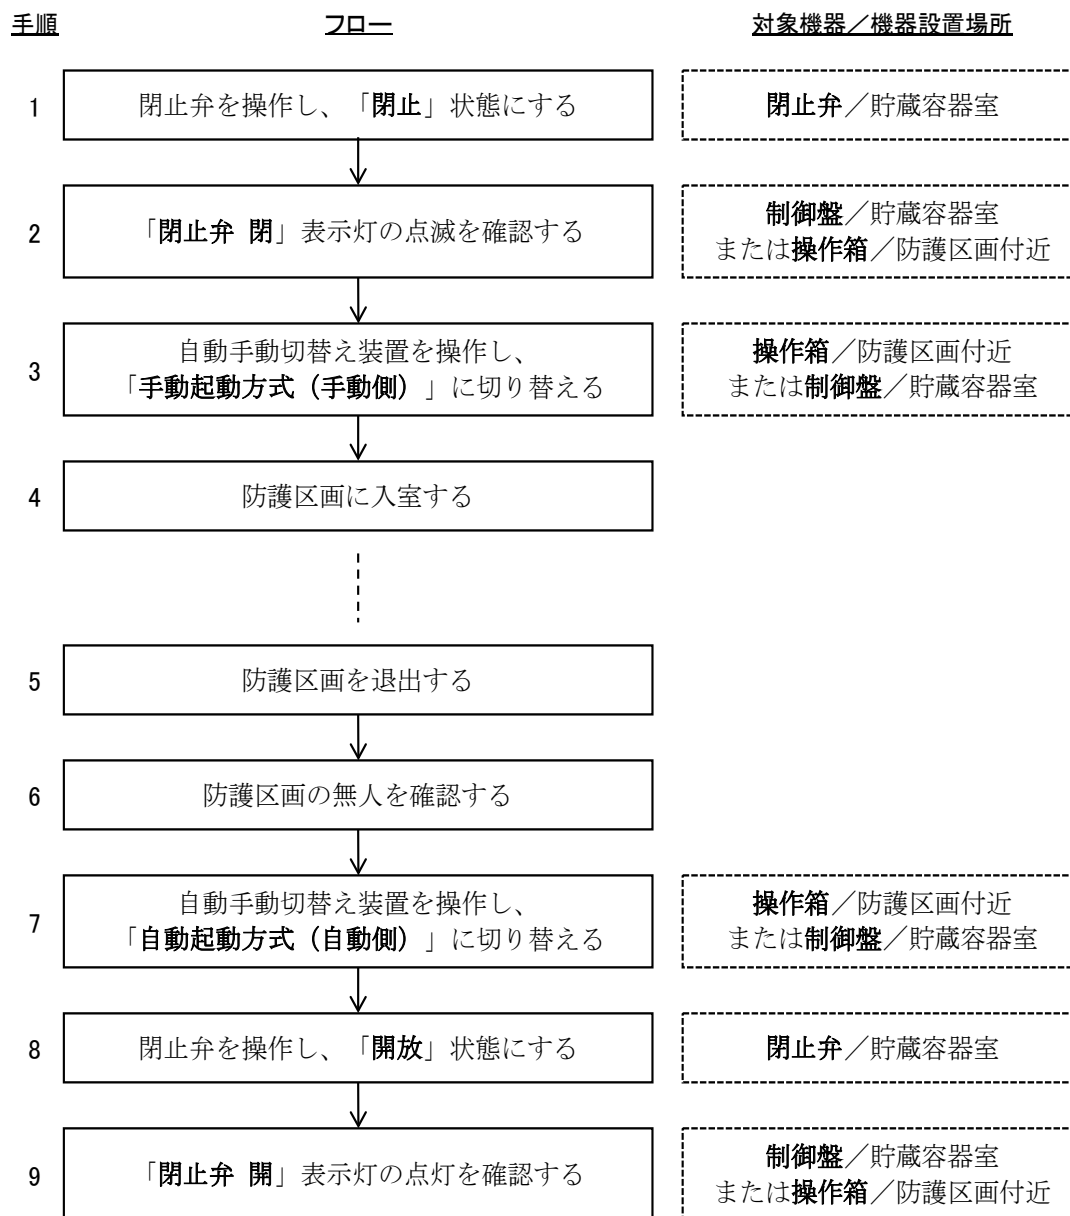 手順 フロー 対象機器／機器設置場所
1 閉止弁を操作し、「閉止」状態にする 閉止弁／貯蔵容器室
制御盤／貯蔵容器室
2 「閉止弁 閉」表示灯の点滅を確認する
または操作箱／防護区画付近
自動手動切替え装置を操作し、 操作箱／防護区画付近
3
「手動起動方式（手動側）」に切り替える または制御盤／貯蔵容器室
4 防護区画に入室する
5 防護区画を退出する
6 防護区画の無人を確認する
自動手動切替え装置を操作し、 操作箱／防護区画付近
7
「自動起動方式（自動側）」に切り替える または制御盤／貯蔵容器室
8 閉止弁を操作し、「開放」状態にする 閉止弁／貯蔵容器室
制御盤／貯蔵容器室
9 「閉止弁 開」表示灯の点灯を確認する
または操作箱／防護区画付近